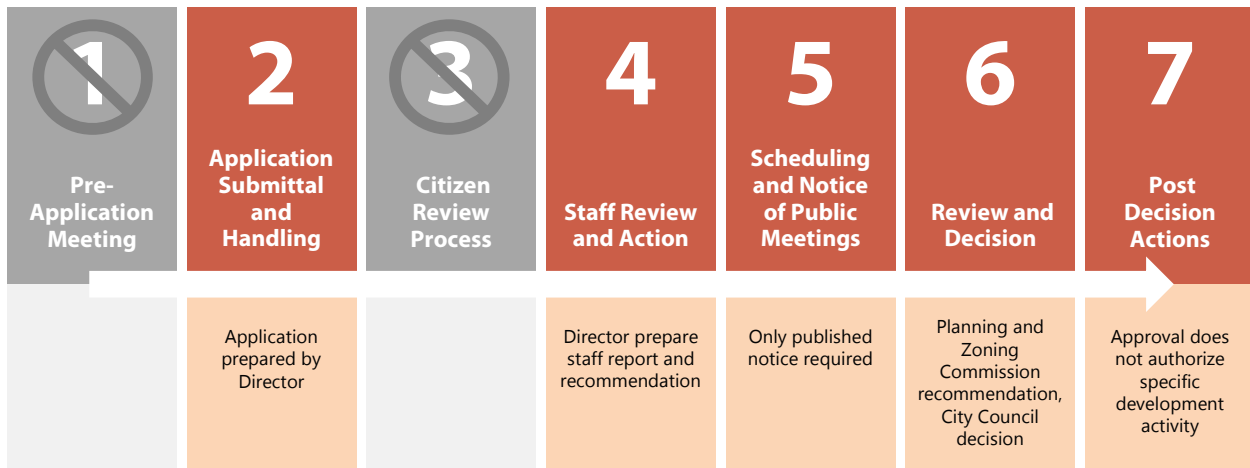 1
Pre-
Application
Meeting
2
Application
Submittal
and
Handling
Application
prepared by
Director
3
Citizen
Review
Process
4
Staff Review
and Action
Director prepare
staff report and
recommendation
5
Scheduling
and Notice
of Public
Meetings
Only published
notice required
6
Review and
Decision
Planning and
Zoning
Commission
recommendation,
City Council
decision
7
Post
Decision
Actions
Approval does
not authorize
specific
development
activity